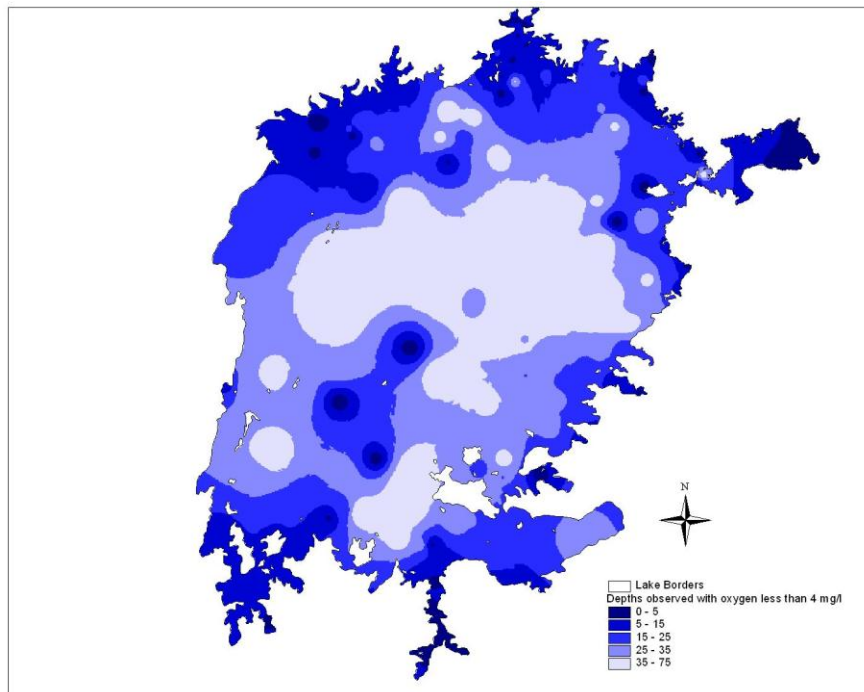 N
Lake Borders
Depths observed with oxygen less than 4 mg/l
0 - 5
5 - 15
15 - 25
25 - 35
35 - 75